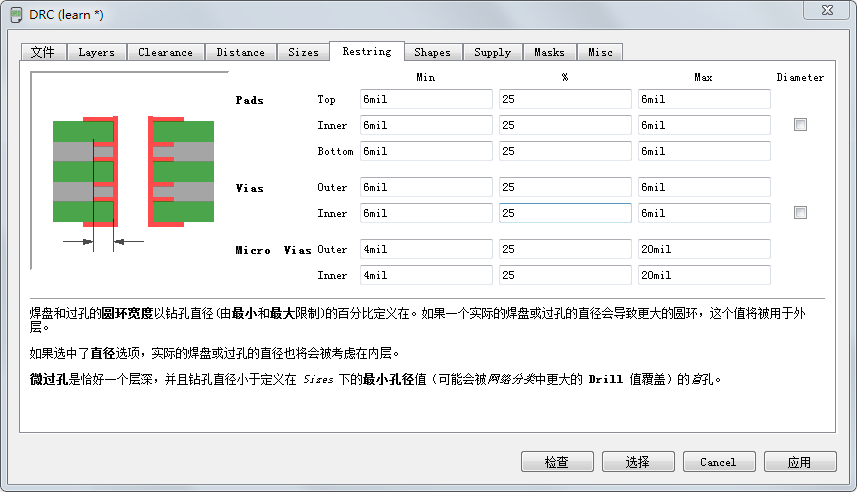 DRC (learn *)
文件 Layers Clearance Distance Sizes Restring Shapes Supply Masks Misc
Min % Max Diameter
Pads Top 6mil 25 6mil
Inner 6mil 25 6mil
Bottom 6mil 25 6mil
Vias Outer 6mil 25 6mil
Inner 6mil 25 6mil
Micro Vias Outer 4mil 25 20mil
Inner 4mil 25 20mil
焊盘和过孔的圆环宽度以钻孔直径(由最小和最大限制)的百分比定义在。如果一个实际的焊盘或过孔的直径会导致更大的圆环，这个值将被用于外
层。
如果选中了直径选项，实际的焊盘或过孔的直径也将会被考虑在内层。
微过孔是恰好一个层深，并且钻孔直径小于定义在 Sizes 下的最小孔径值（可能会被网络分类中更大的 Drill 值覆盖）的盲孔。
检查 选择 Cancel 应用